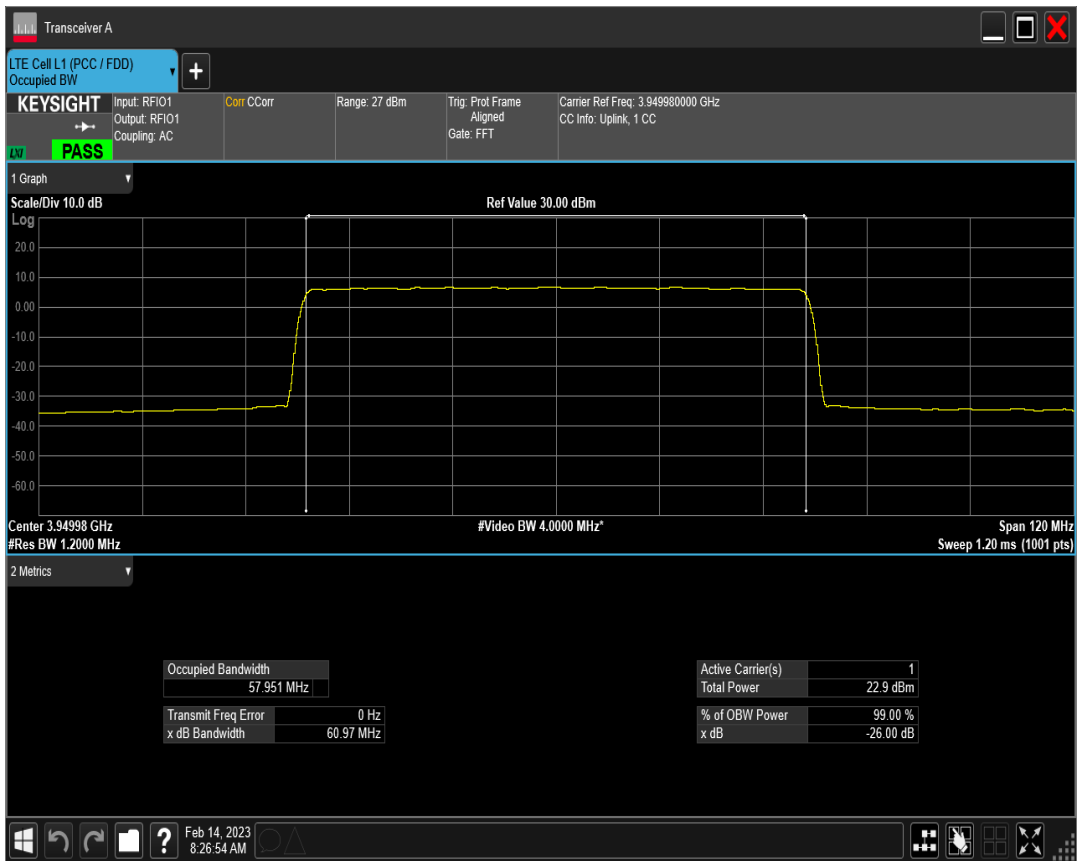 Transceiver A
LTE Cell L1 (PCC / FDD)
Occupied BW
+
KEYSIGHT
LXI
PASS
Input: RFIO1
Output: RFIO1
Coupling: AC
Corr CCorr
Range: 27 dBm
Trig: Prot Frame
Aligned
Gate: FFT
Carrier Ref Freq: 3.949980000 GHz
CC Info: Uplink, 1 CC
1 Graph
Scale/Div 10.0 dB
Ref Value 30.00 dBm
Log
20.0
10.0
0.00
-10.0
-20.0
-30.0
-40.0
-50.0
-60.0
Center 3.94998 GHz
#Video BW 4.0000 MHz*
Span 120 MHz
#Res BW 1.2000 MHz
Sweep 1.20 ms (1001 pts)
2 Metrics
Occupied Bandwidth
57.951 MHz
Transmit Freq Error 0 Hz
x dB Bandwidth 60.97 MHz
Active Carrier(s) 1
Total Power 22.9 dBm
% of OBW Power 99.00 %
x dB -26.00 dB
?
Feb 14, 2023
8:26:54 AM